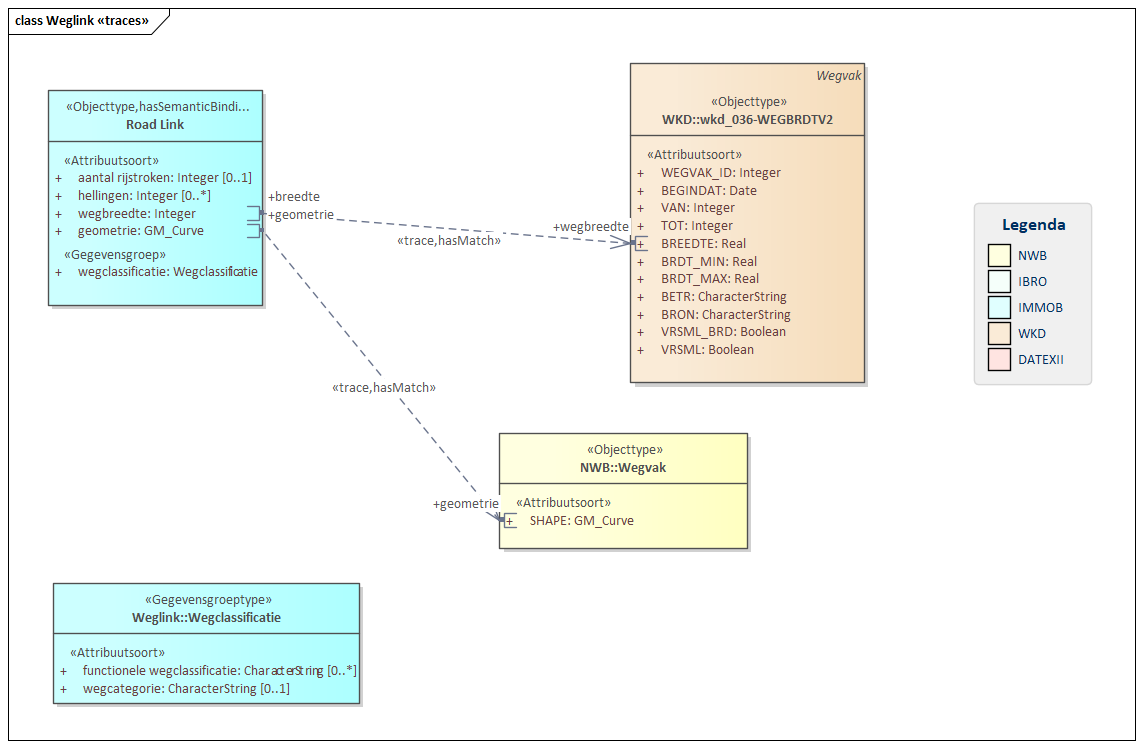 class Weglink «traces»
«Objecttype,hasSemanticBindi...
Road Link
«Attribuutsoort»
+ aantal rijstroken: Integer [0..1]
+ hellingen: Integer [0..*]
+ wegbreedte: Integer
+ geometrie: GM_Curve
«Gegevensgroep»
+ wegclassificatie: Wegclassificatie
+breedte
+geometrie
«trace,hasMatch»
+wegbreedte
Wegvak
«Objecttype»
WKD::wkd_036-WEGBRDTV2
«Attribuutsoort»
+ WEGVAK_ID: Integer
+ BEGINDAT: Date
+ VAN: Integer
+ TOT: Integer
+ BREEDTE: Real
+ BRDT_MIN: Real
+ BRDT_MAX: Real
+ BETR: CharacterString
+ BRON: CharacterString
+ VRSML_BRD: Boolean
+ VRSML: Boolean
Legenda
NWB
IBRO
IMMOB
WKD
DATEXII
«trace,hasMatch»
+geometrie
«Objecttype»
NWB::Wegvak
«Attribuutsoort»
+ SHAPE: GM_Curve
«Gegevensgroeptype»
Weglink::Wegclassificatie
«Attribuutsoort»
+ functionele wegclassificatie: CharacterString [0..*]
+ wegcategorie: CharacterString [0..1]